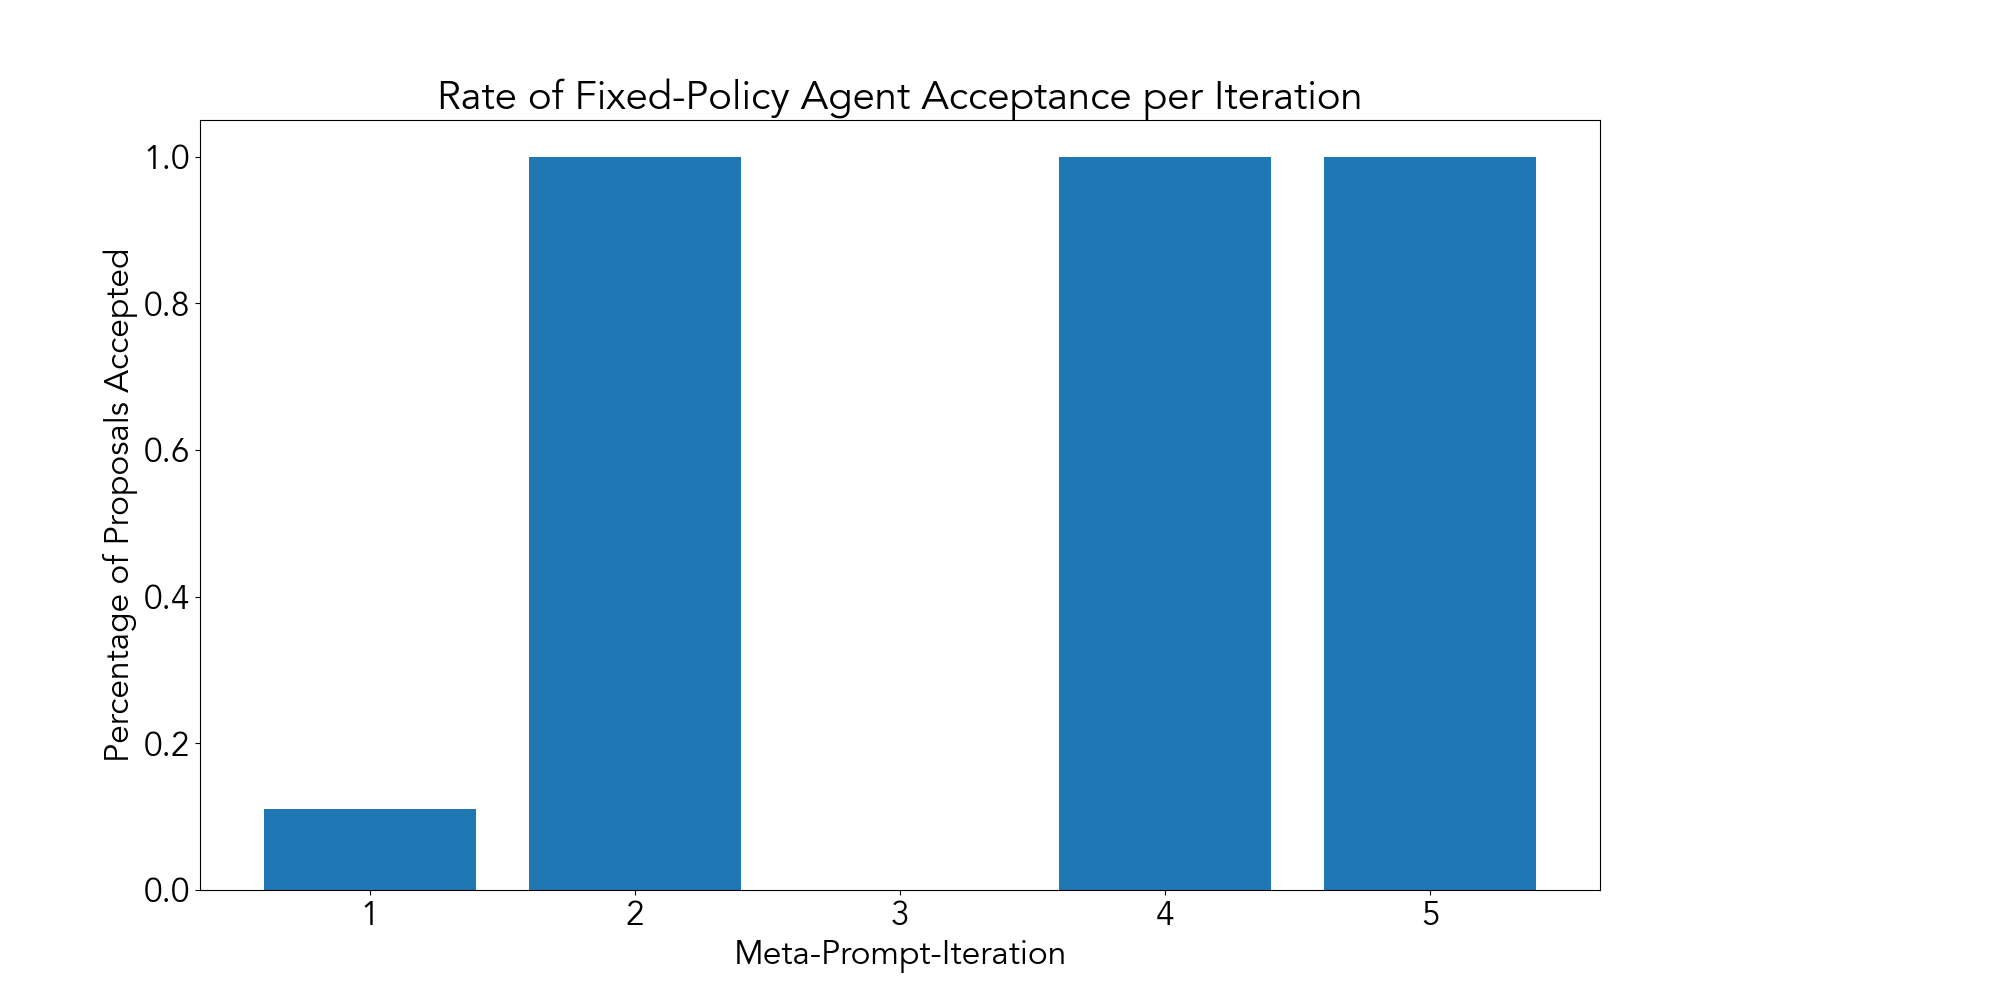 Rate of Fixed-Policy Agent Acceptance per Iteration
Percentage of Proposals Accepted
1.0
0.8
0.6
0.4
0.2
0.0
1 2 3 4 5
Meta-Prompt-Iteration